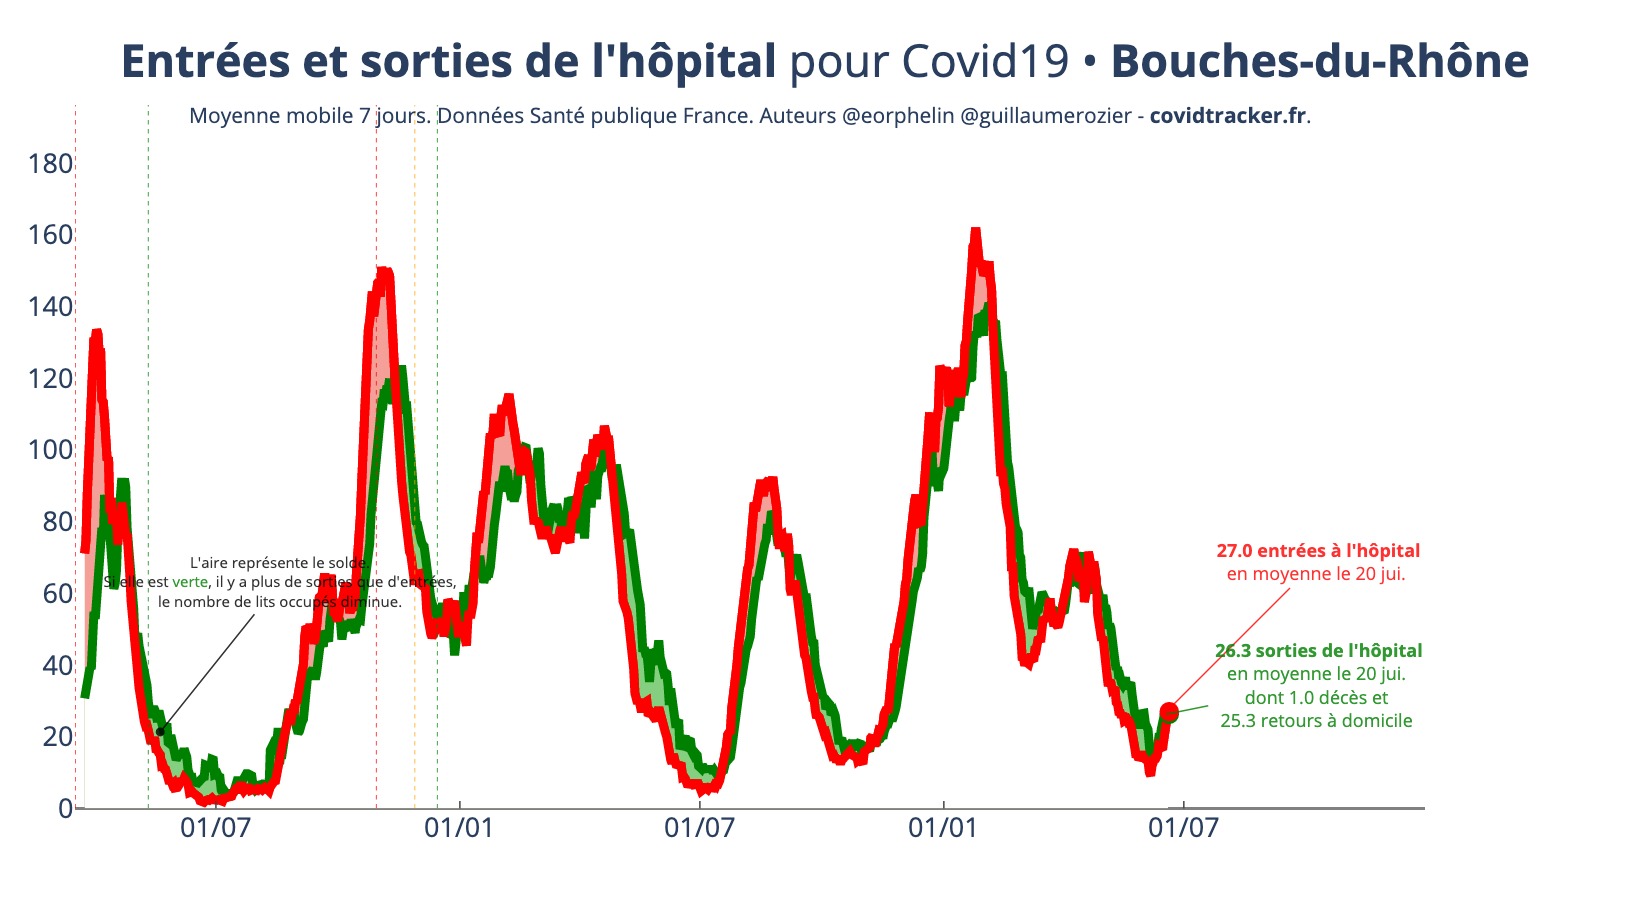 Entrées et sorties de l'hôpital pour Covid19 • Bouches-du-Rhône
Moyenne mobile 7 jours. Données Santé publique France. Auteurs @eorphelin @guillaumerozier - covidtracker.fr.
180
160
140
120
100
80
60
40
20
0
L'aire représente le solde.
Si elle est verte, il y a plus de sorties que d'entrées,
le nombre de lits occupés diminue.
27.0 entrées à l'hôpital
en moyenne le 20 jui.
26.3 sorties de l'hôpital
en moyenne le 20 jui.
dont 1.0 décès et
25.3 retours à domicile
01/07
01/01
01/07
01/01
01/07